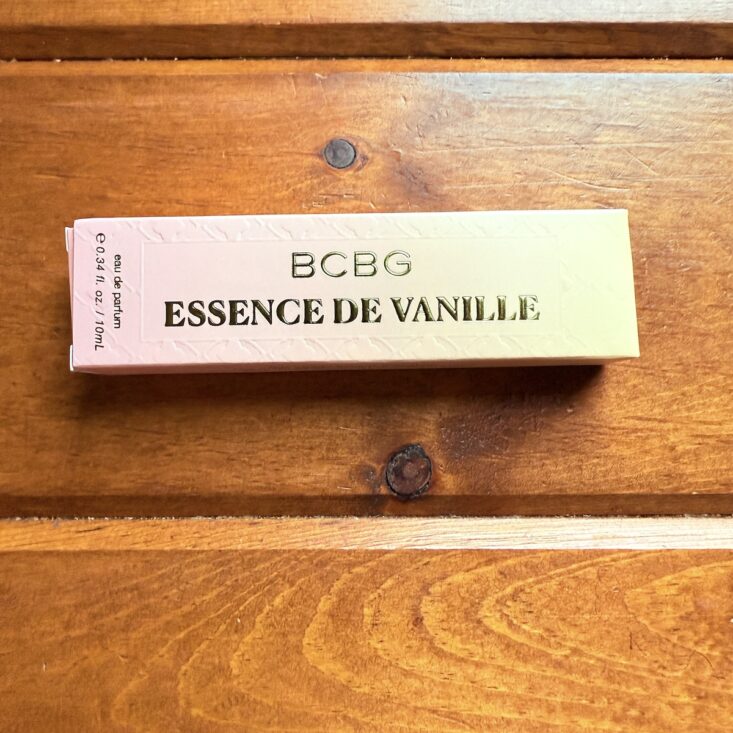 BCBG
ESSENCE DE VANILLE
eau de parfum
℮ 0.34 fl. oz. / 10mL